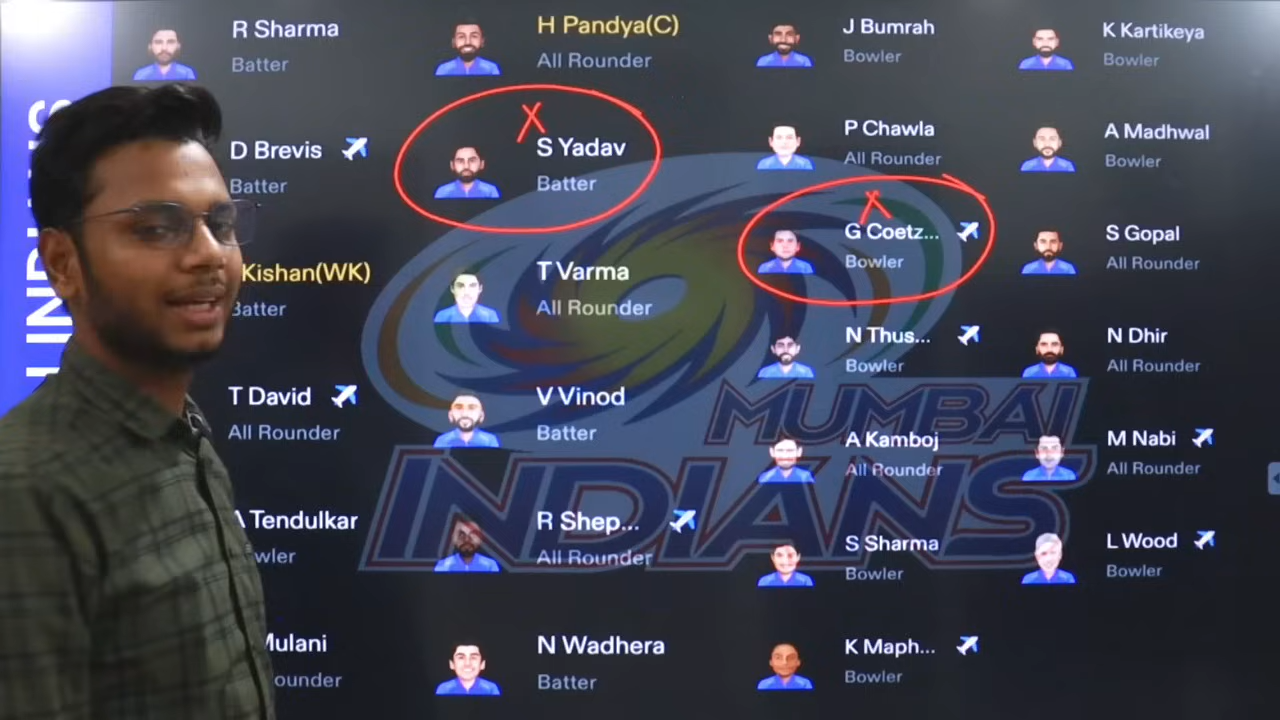 R Sharma
Batter
D Brevis
Batter
Kishan(WK)
Batter
T David
All Rounder
A Tendulkar
wler
Mulani
ounder
H Pandya(C)
All Rounder
X
S Yadav
Batter
T Varma
All Rounder
V Vinod
Batter
R Shep...
All Rounder
N Wadhera
Batter
J Bumrah
Bowler
P Chawla
All Rounder
X
G Coetz...
Bowler
N Thus...
Bowler
A Kamboj
All Rounder
S Sharma
Bowler
K Maph...
Bowler
K Kartikeya
Bowler
A Madhwal
Bowler
S Gopal
All Rounder
N Dhir
All Rounder
M Nabi
All Rounder
L Wood
Bowler
MUMBAI
INDIANS